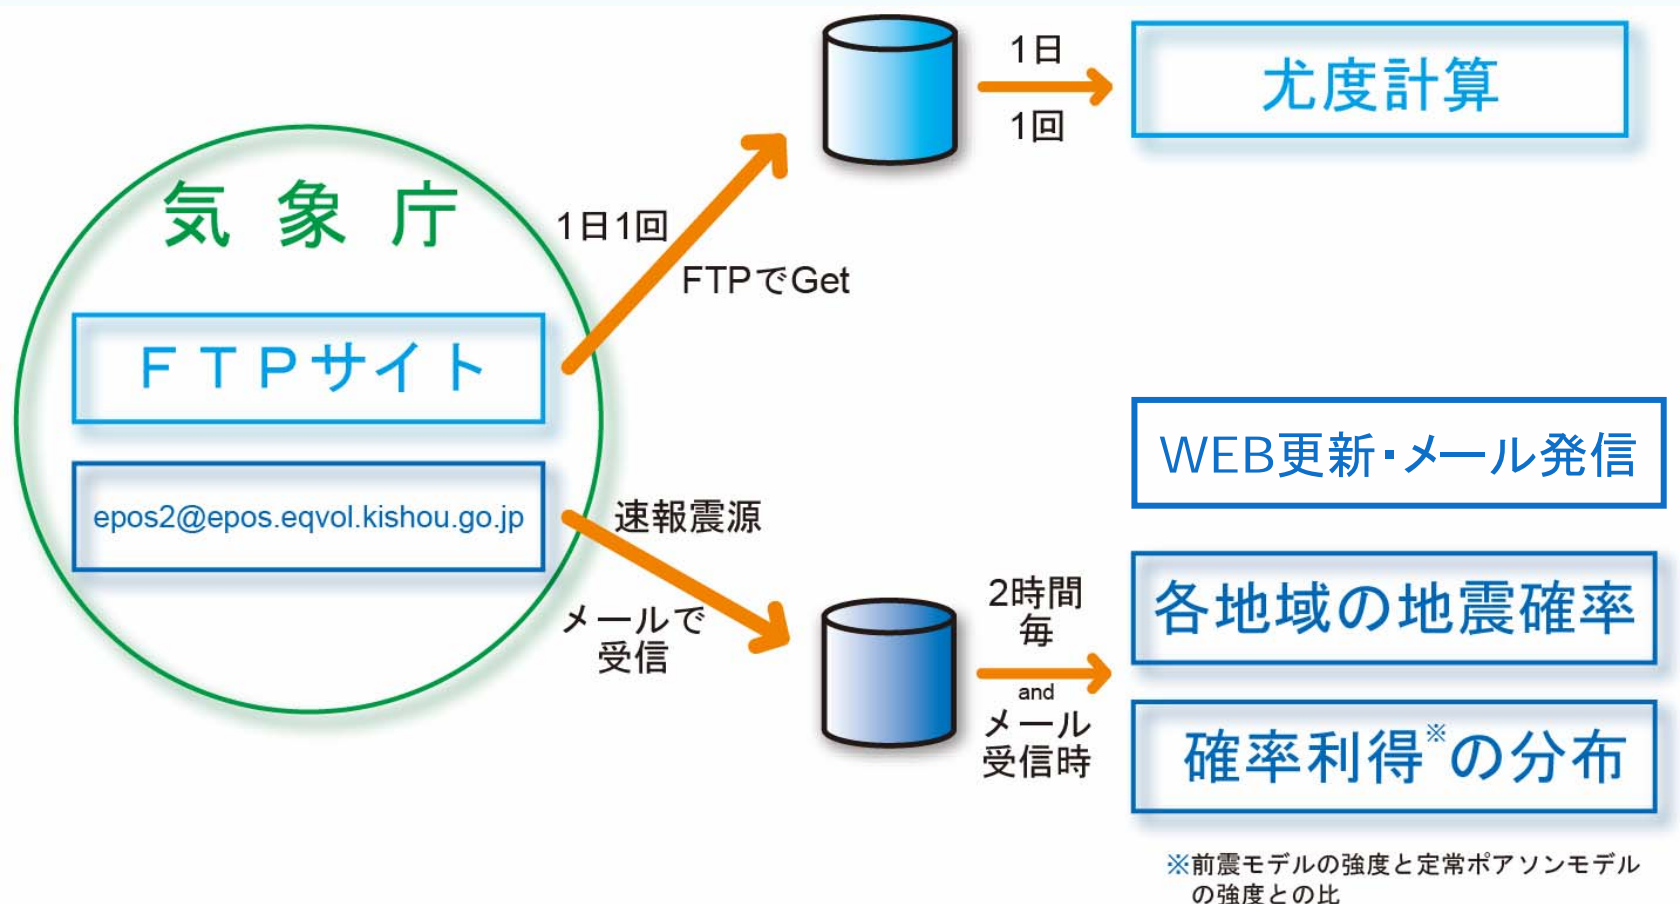 気象庁
FTPサイト
epos2@epos.eqvol.kishou.go.jp
1日1回
FTPでGet
1日
1回
尤度計算
速報震源
メールで
受信
2時間
毎
and
メール
受信時
WEB更新・メール発信
各地域の地震確率
確率利得※の分布
※前震モデルの強度と定常ポアソンモデル
の強度との比